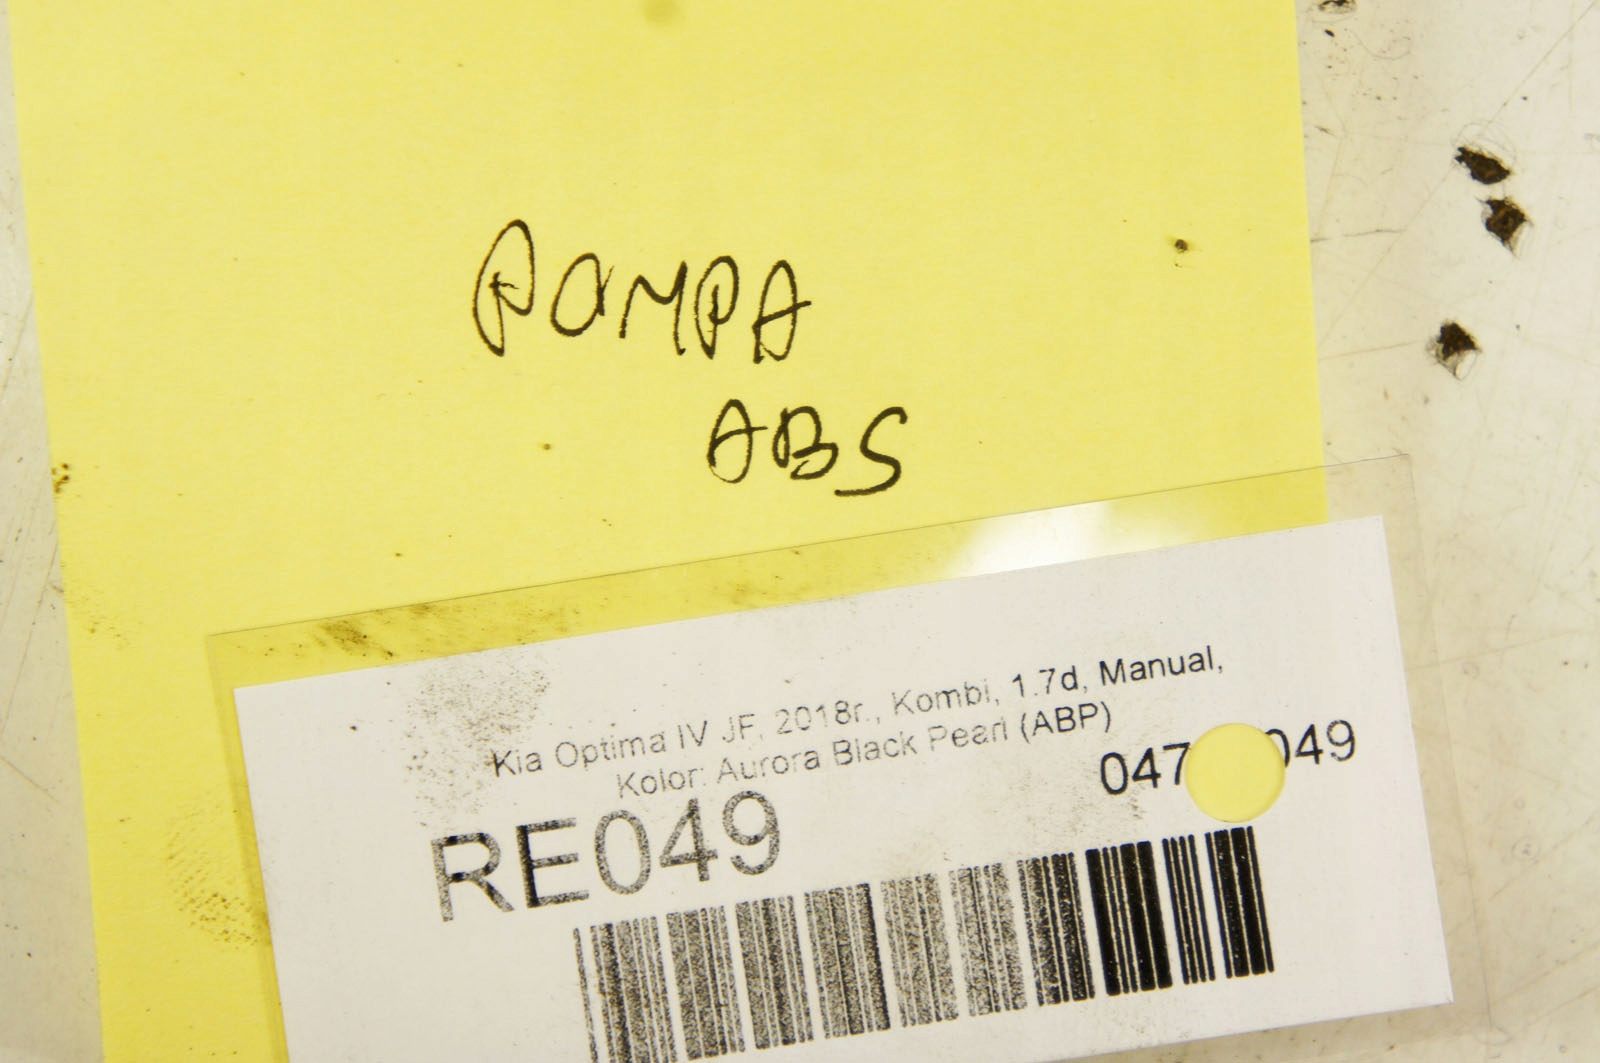 POMPA
ABS
Kia Optima IV JF, 2018r., Kombi, 1.7d, Manual,
Kolor: Aurora Black Pearl (ABP)
RE049